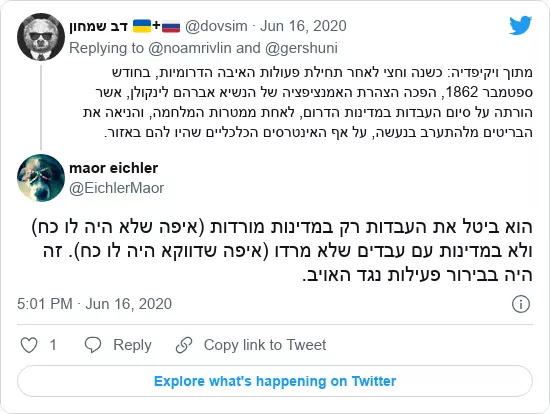 דב שמחון 🇺🇦+🇷🇺 @dovsim · Jun 16, 2020
Replying to @noamrivlin and @gershuni
מתוך ויקיפדיה: כשנה וחצי לאחר תחילת פעולות האיבה הדרומיות, בחודש
ספטמבר 1862, הפכה הצהרת האמנציפציה של הנשיא אברהם לינקולן, אשר
הורתה על סיום העבדות במדינות הדרום, לאחת ממטרות המלחמה, והניאה את
הבריטים מלהתערב בנעשה, על אף האינטרסים הכלכליים שהיו להם באזור.
maor eichler
@EichlerMaor
הוא ביטל את העבדות רק במדינות מורדות (איפה שלא היה לו כח)
ולא במדינות עם עבדים שלא מרדו (איפה שדווקא היה לו כח). זה
היה בבירור פעילות נגד האויב.
5:01 PM · Jun 16, 2020
1 Reply Copy link to Tweet
Explore what's happening on Twitter